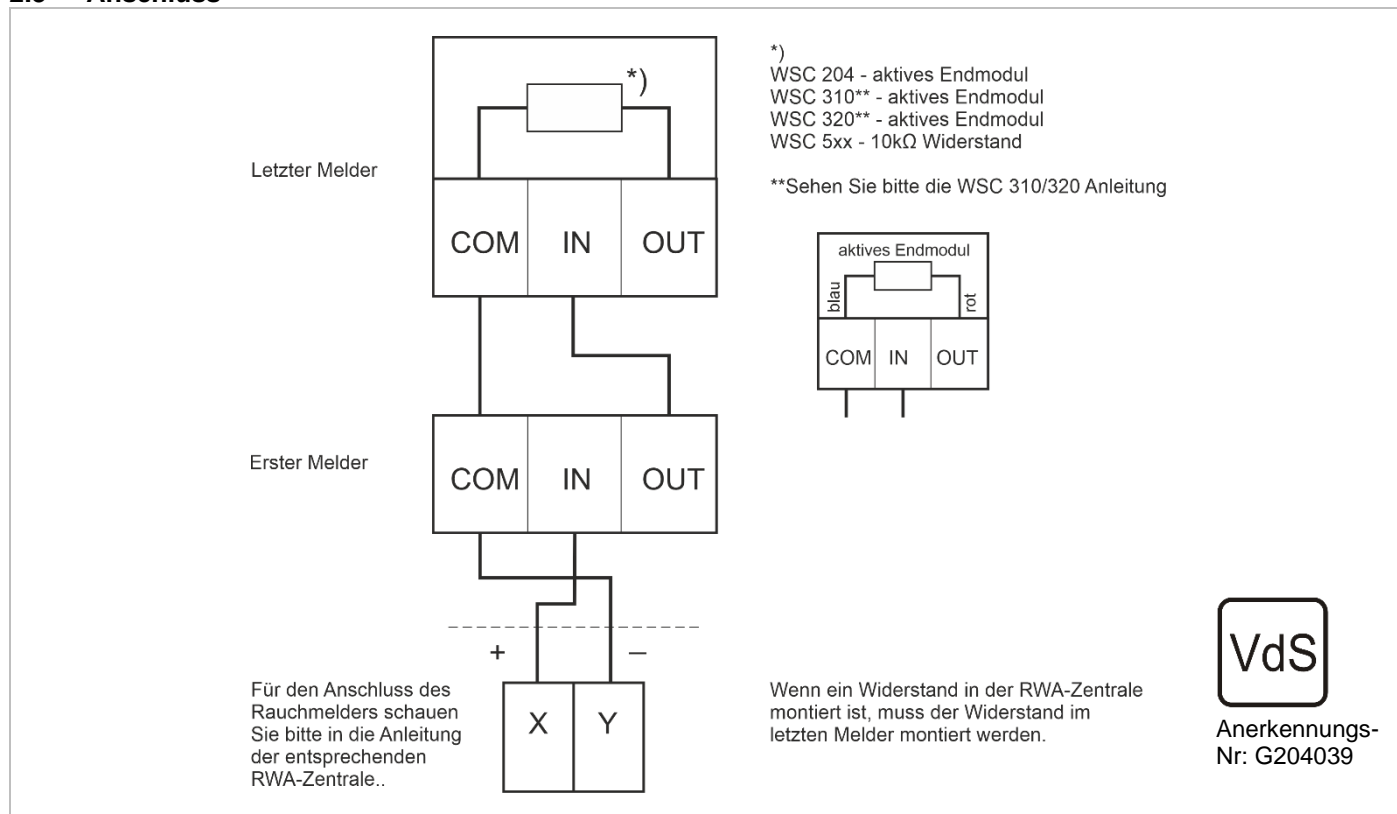 2.3 Anschluss
*)
*)
WSC 204 - aktives Endmodul
WSC 310** - aktives Endmodul
WSC 320** - aktives Endmodul
WSC 5xx - 10kΩ Widerstand
**Sehen Sie bitte die WSC 310/320 Anleitung
Letzter Melder
COM IN OUT
aktives Endmodul
blau
rot
COM IN OUT
Erster Melder
COM IN OUT
+ –
X Y
Für den Anschluss des
Rauchmelders schauen
Sie bitte in die Anleitung
der entsprechenden
RWA-Zentrale..
Wenn ein Widerstand in der RWA-Zentrale
montiert ist, muss der Widerstand im
letzten Melder montiert werden.
VdS
Anerkennungs-
Nr: G204039